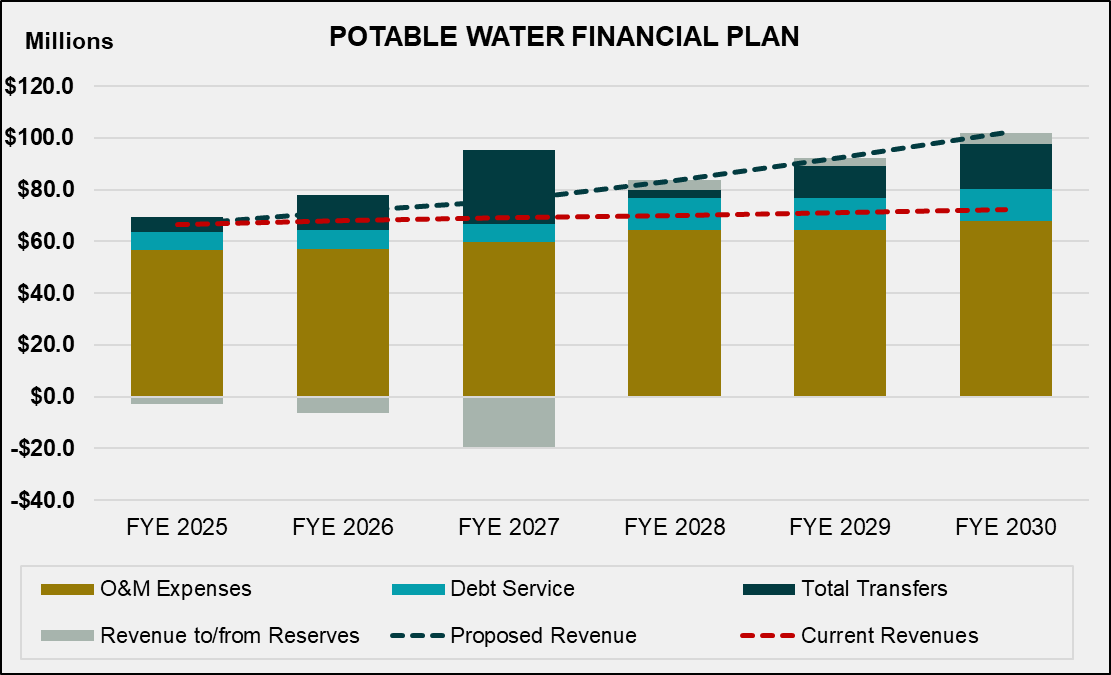 Millions
POTABLE WATER FINANCIAL PLAN
$120.0
$100.0
$80.0
$60.0
$40.0
$20.0
$0.0
-$20.0
-$40.0
FYE 2025 FYE 2026 FYE 2027 FYE 2028 FYE 2029 FYE 2030
O&M Expenses Debt Service Total Transfers
Revenue to/from Reserves Proposed Revenue Current Revenues